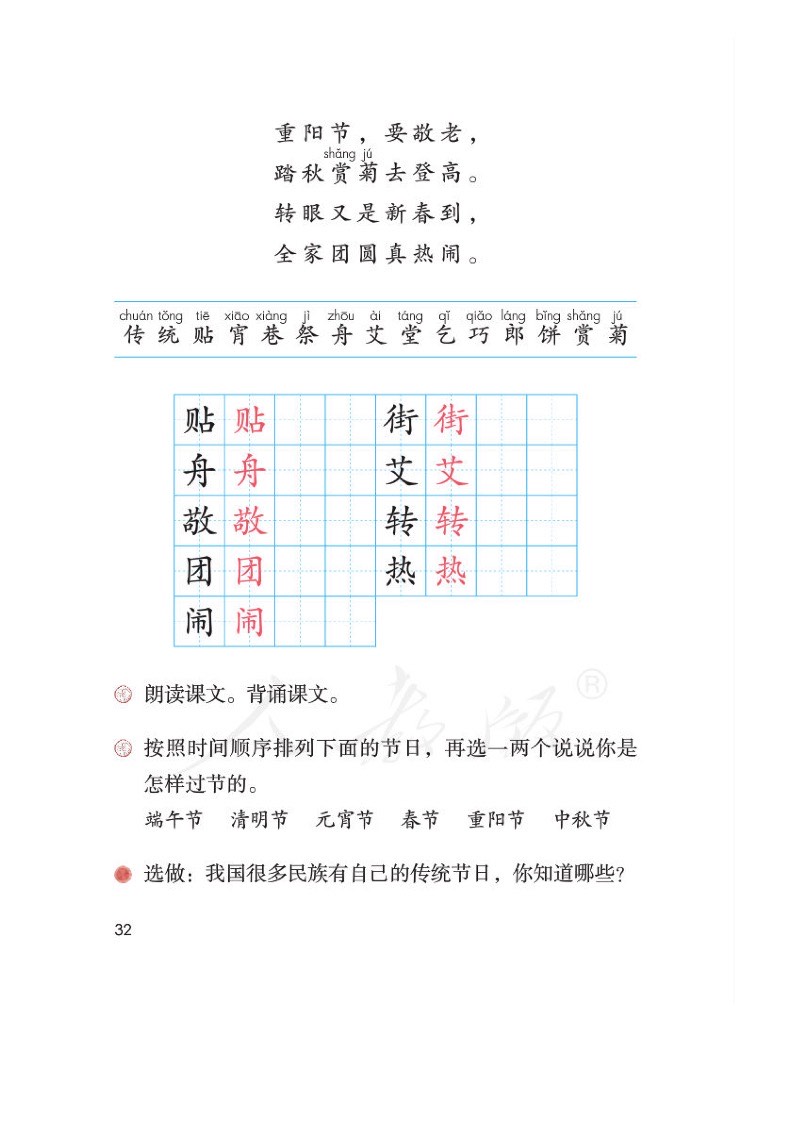 重阳节，要敬老，
shǎng jú
踏秋赏菊去登高。
转眼又是新春到，
全家团圆真热闹。
chuán tǒng tiē xiāo xiàng jì zhōu ài táng qǐ qiǎo láng bǐng shǎng jú
传 统 贴 宵 巷 祭 舟 艾 堂 乞 巧 郎 饼 赏 菊
贴 贴 街 街
舟 舟 艾 艾
敬 敬 转 转
团 团 热 热
闹 闹
朗读课文。背诵课文。
人教版®
按照时间顺序排列下面的节日，再选一两个说说你是
怎样过节的。
端午节 清明节 元宵节 春节 重阳节 中秋节
选做：我国很多民族有自己的传统节日，你知道哪些？
32